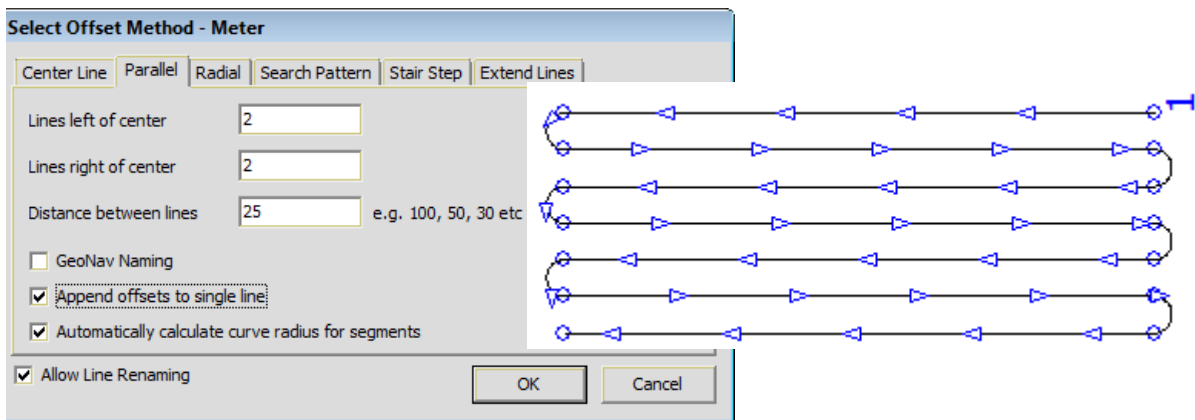 Select Offset Method - Meter
Center Line Parallel Radial Search Pattern Stair Step Extend Lines
Lines left of center 2
Lines right of center 2
Distance between lines 25 e.g. 100, 50, 30 etc
GeoNav Naming
Append offsets to single line
Automatically calculate curve radius for segments
Allow Line Renaming
OK Cancel
1